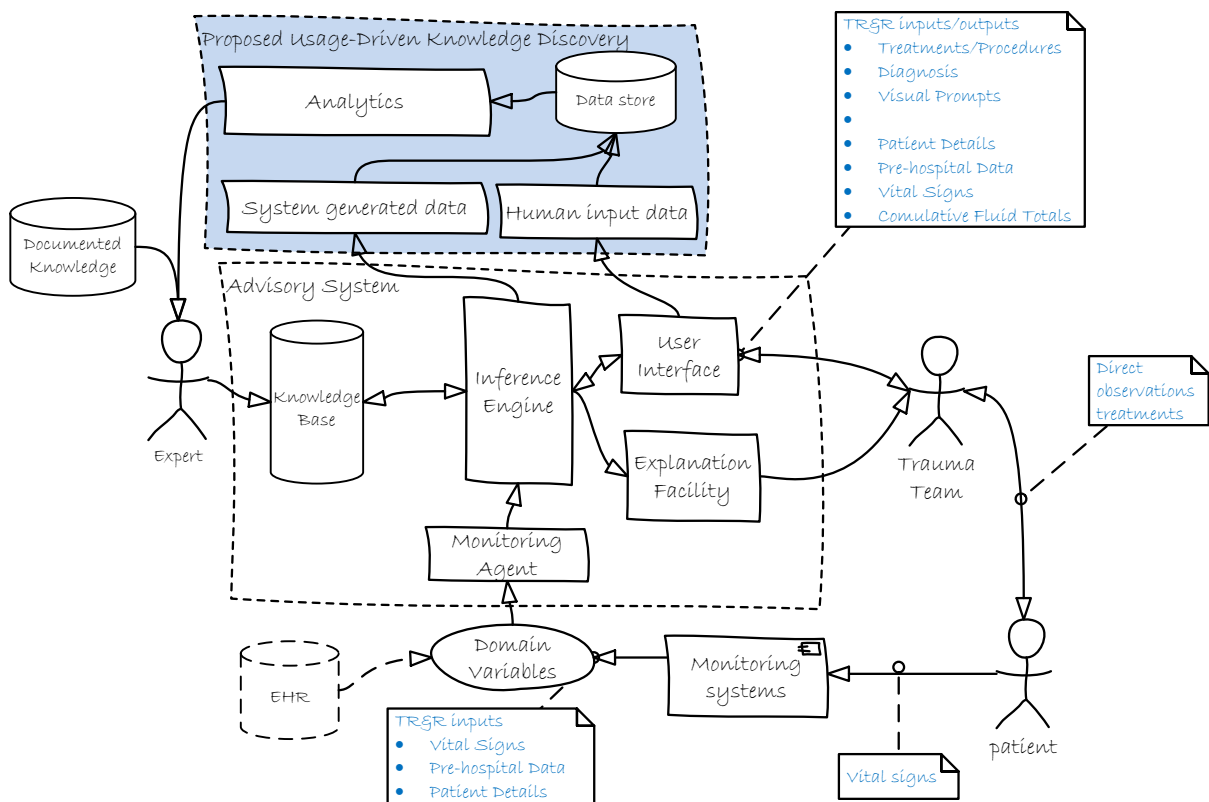 Proposed Usage-Driven Knowledge Discovery
Analytics
Data store
System generated data
Human input data
TR&R inputs/outputs
• Treatments/Procedures
• Diagnosis
• Visual Prompts
•
• Patient Details
• Pre-hospital Data
• Vital Signs
• Comulative Fluid Totals
Documented
Knowledge
Expert
Advisory System
Knowledge
Base
Inference
Engine
User
Interface
Explanation
Facility
Monitoring
Agent
Trauma
Team
Direct
observations
treatments
EHR
Domain
Variables
Monitoring
systems
patient
TR&R inputs
• Vital Signs
• Pre-hospital Data
• Patient Details
Vital signs